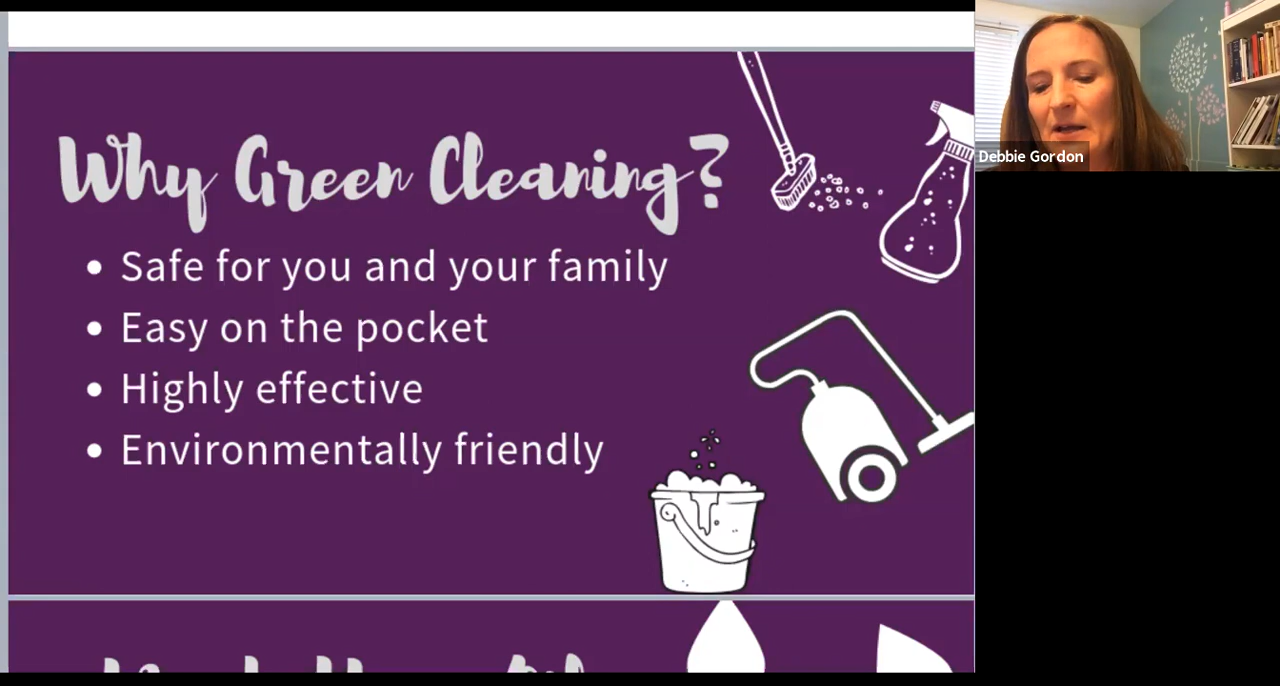 Why Green Cleaning?
Safe for you and your family
Easy on the pocket
Highly effective
Environmentally friendly
Debbie Gordon